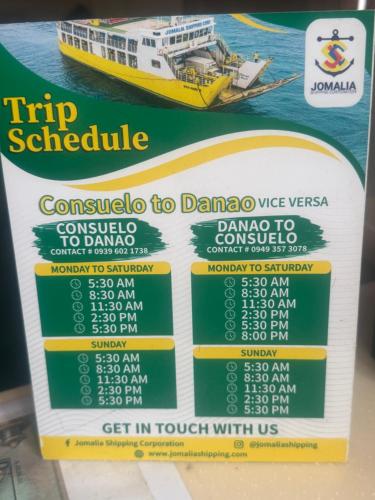 JOMALIA SHIPPING CORP.
JOMALIA
SHIPPING CORPORATION
Trip
Schedule
Consuelo to Danao VICE VERSA
CONSUELO
TO DANAO
CONTACT # 0939 602 1738
MONDAY TO SATURDAY
5:30 AM
8:30 AM
11:30 AM
2:30 PM
5:30 PM
SUNDAY
5:30 AM
8:30 AM
11:30 AM
2:30 PM
5:30 PM
DANAO TO
CONSUELO
CONTACT # 0949 357 3078
MONDAY TO SATURDAY
5:30 AM
8:30 AM
11:30 AM
2:30 PM
5:30 PM
8:00 PM
SUNDAY
5:30 AM
8:30 AM
11:30 AM
2:30 PM
5:30 PM
GET IN TOUCH WITH US
Jomalia Shipping Corporation
@jomaliashipping
www.jomaliashipping.com